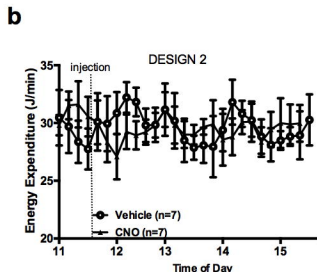 b
DESIGN 2
injection
Energy Expenditure (J/min)
35
30
25
20
Vehicle (n=7)
CNO (n=7)
11 12 13 14 15
Time of Day